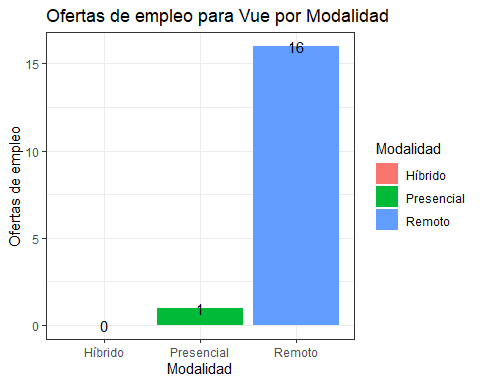 Ofertas de empleo para Vue por Modalidad
Ofertas de empleo
15
10
5
0
16
1
0
Híbrido
Presencial
Remoto
Modalidad
Modalidad
Híbrido
Presencial
Remoto